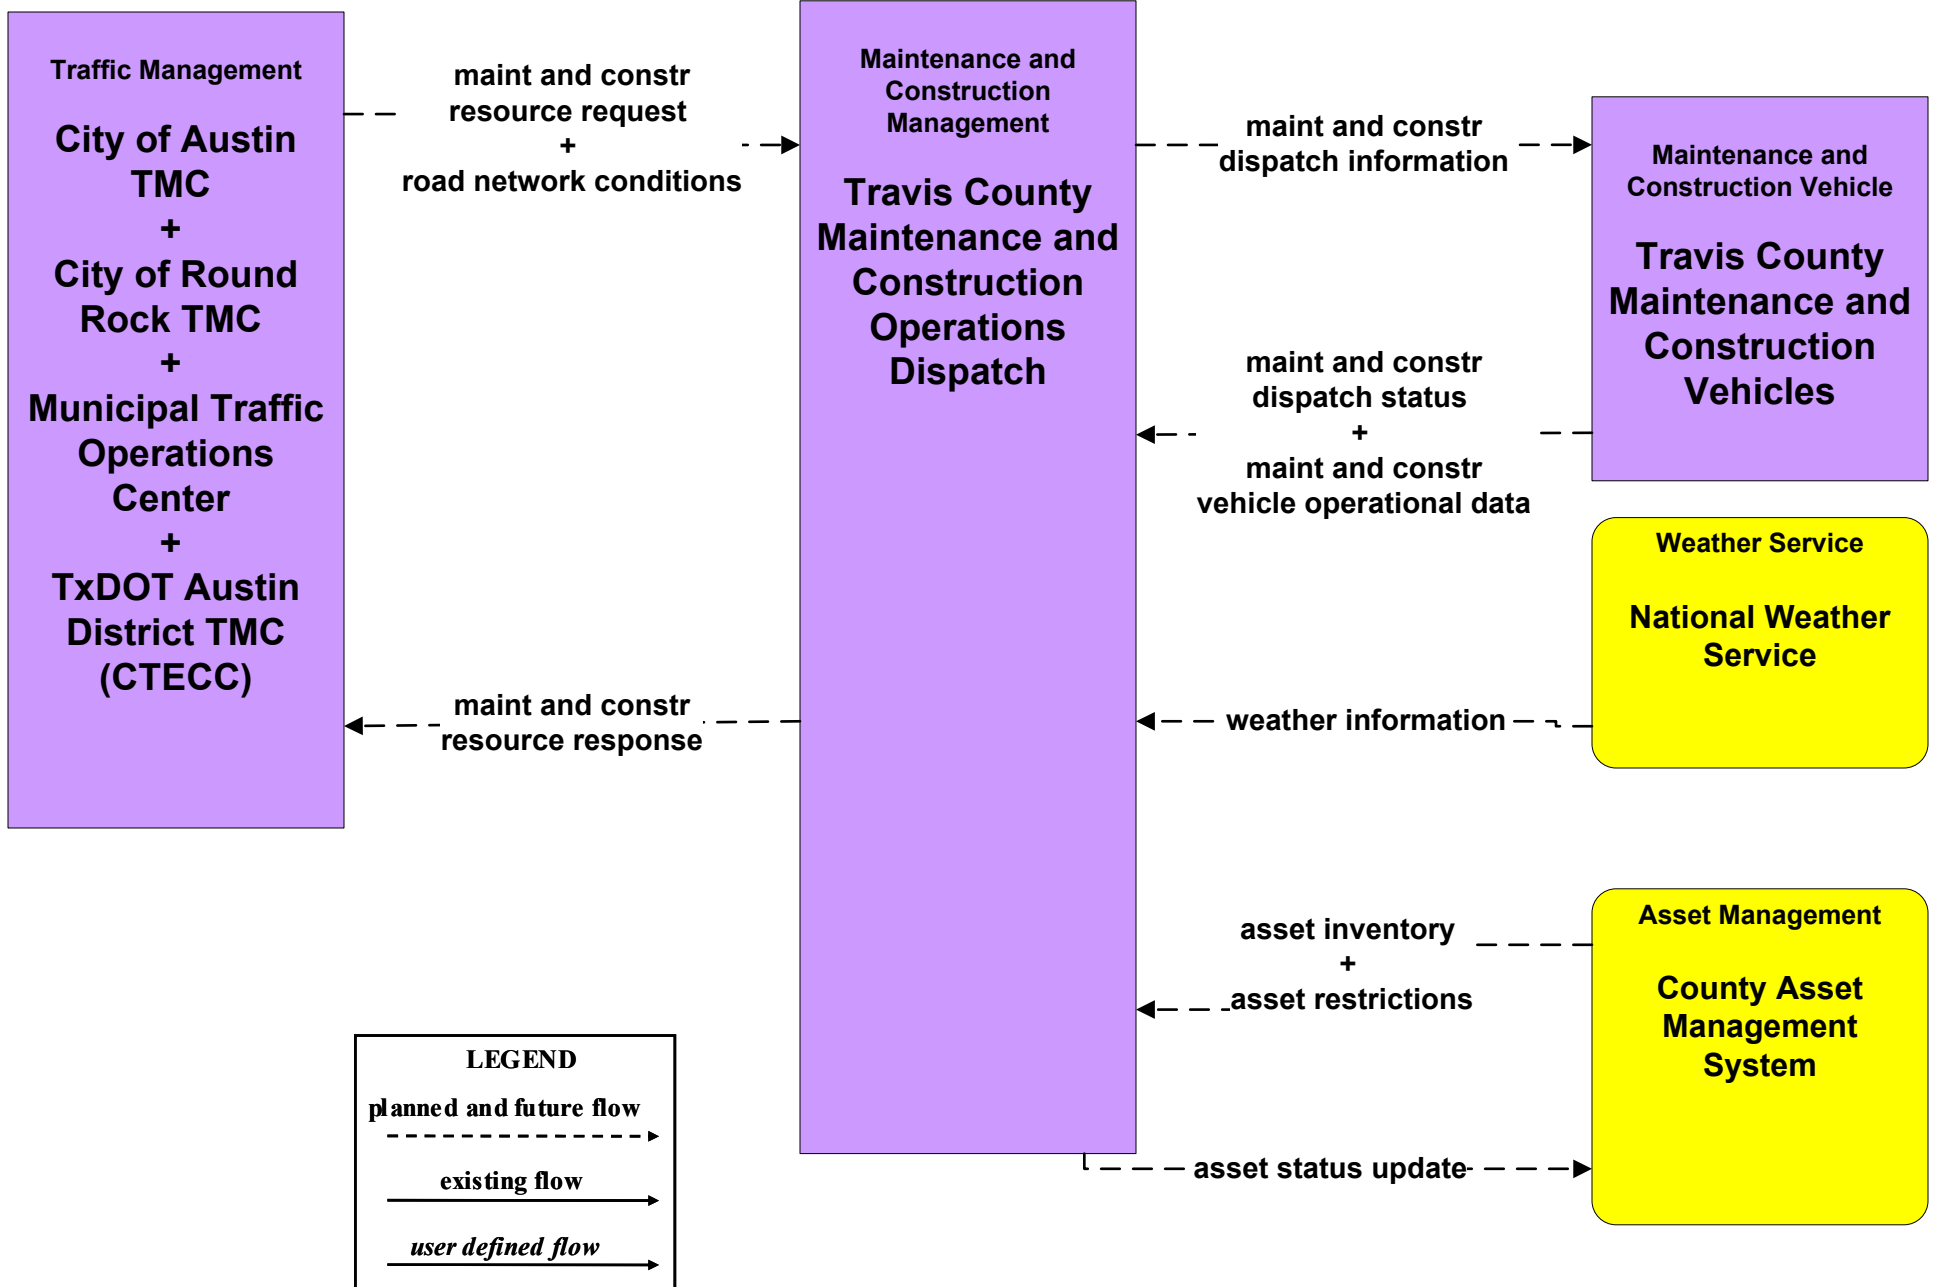 Traffic Management
City of Austin
TMC
+
City of Round
Rock TMC
+
Municipal Traffic
Operations
Center
+
TxDOT Austin
District TMC
(CTECC)
maint and constr
resource request
+
road network conditions
maint and constr
resource response
Maintenance and
Construction
Management
Travis County
Maintenance and
Construction
Operations
Dispatch
maint and constr
dispatch information
maint and constr
dispatch status
+
maint and constr
vehicle operational data
weather information
asset inventory
+
asset restrictions
asset status update
Maintenance and
Construction Vehicle
Travis County
Maintenance and
Construction
Vehicles
Weather Service
National Weather
Service
Asset Management
County Asset
Management
System
LEGEND
planned and future flow
existing flow
user defined flow